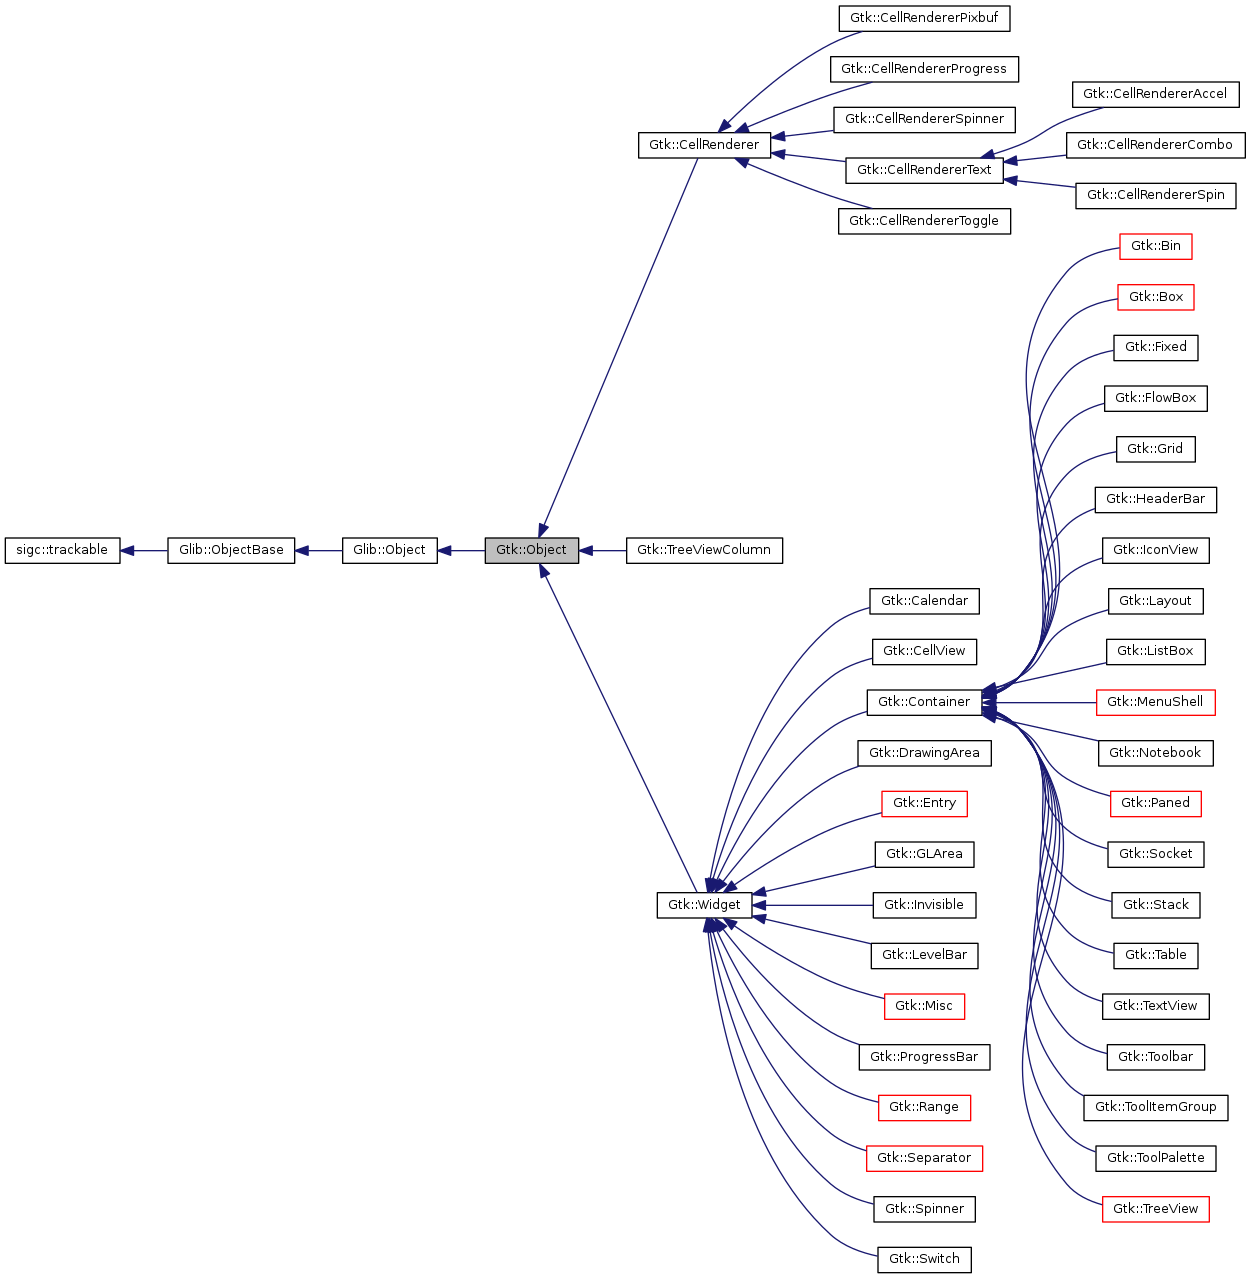 Gtk::CellRendererPixbuf
Gtk::CellRendererProgress
Gtk::CellRendererAccel
Gtk::CellRendererSpinner
Gtk::CellRenderer
Gtk::CellRendererCombo
Gtk::CellRendererText
Gtk::CellRendererSpin
Gtk::CellRendererToggle
Gtk::Bin
Gtk::Box
Gtk::Fixed
Gtk::FlowBox
Gtk::Grid
Gtk::HeaderBar
sigc::trackable
Glib::ObjectBase
Glib::Object
Gtk::Object
Gtk::TreeViewColumn
Gtk::IconView
Gtk::Calendar
Gtk::Layout
Gtk::CellView
Gtk::ListBox
Gtk::Container
Gtk::MenuShell
Gtk::DrawingArea
Gtk::Notebook
Gtk::Entry
Gtk::Paned
Gtk::GLArea
Gtk::Socket
Gtk::Widget
Gtk::Invisible
Gtk::Stack
Gtk::LevelBar
Gtk::Table
Gtk::Misc
Gtk::TextView
Gtk::ProgressBar
Gtk::Toolbar
Gtk::Range
Gtk::ToolItemGroup
Gtk::Separator
Gtk::ToolPalette
Gtk::Spinner
Gtk::TreeView
Gtk::Switch